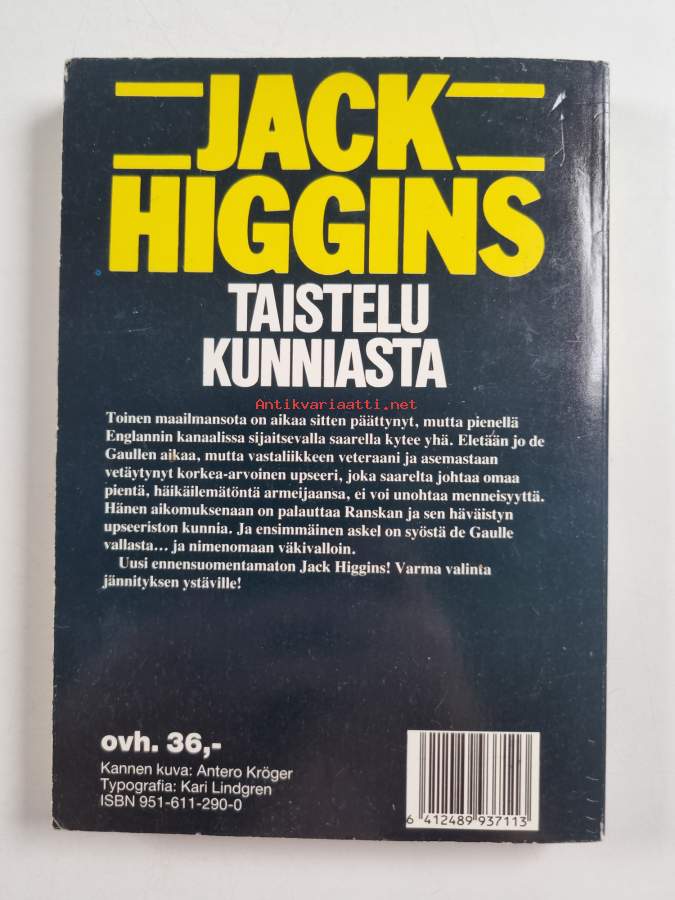 JACK
HIGGINS
TAISTELU
KUNNIASTA
Antikvariaatti.net
Toinen maailmansota on aikaa sitten päättynyt, mutta pienellä
Englannin kanaalissa sijaitsevalla saarella kytee yhä. Eletään jo de
Gaullen aikaa, mutta vastaliikkeen veteraani ja asemastaan
vetäytynyt korkea-arvoinen upseeri, joka saarelta johtaa omaa
pientä, häikäilemätöntä armeijaansa, ei voi unohtaa menneisyyttä.
Hänen aikomuksenaan on palauttaa Ranskan ja sen häväistyn
upseeriston kunnia. Ja ensimmäinen askel on syöstä de Gaulle
vallasta... ja nimenomaan väkivalloin.
Uusi ennensuomentamaton Jack Higgins! Varma valinta
jännityksen ystäville!
ovh. 36,-
Kannen kuva: Antero Kröger
Typografia: Kari Lindgren
ISBN 951-611-290-0
6 412489 937113